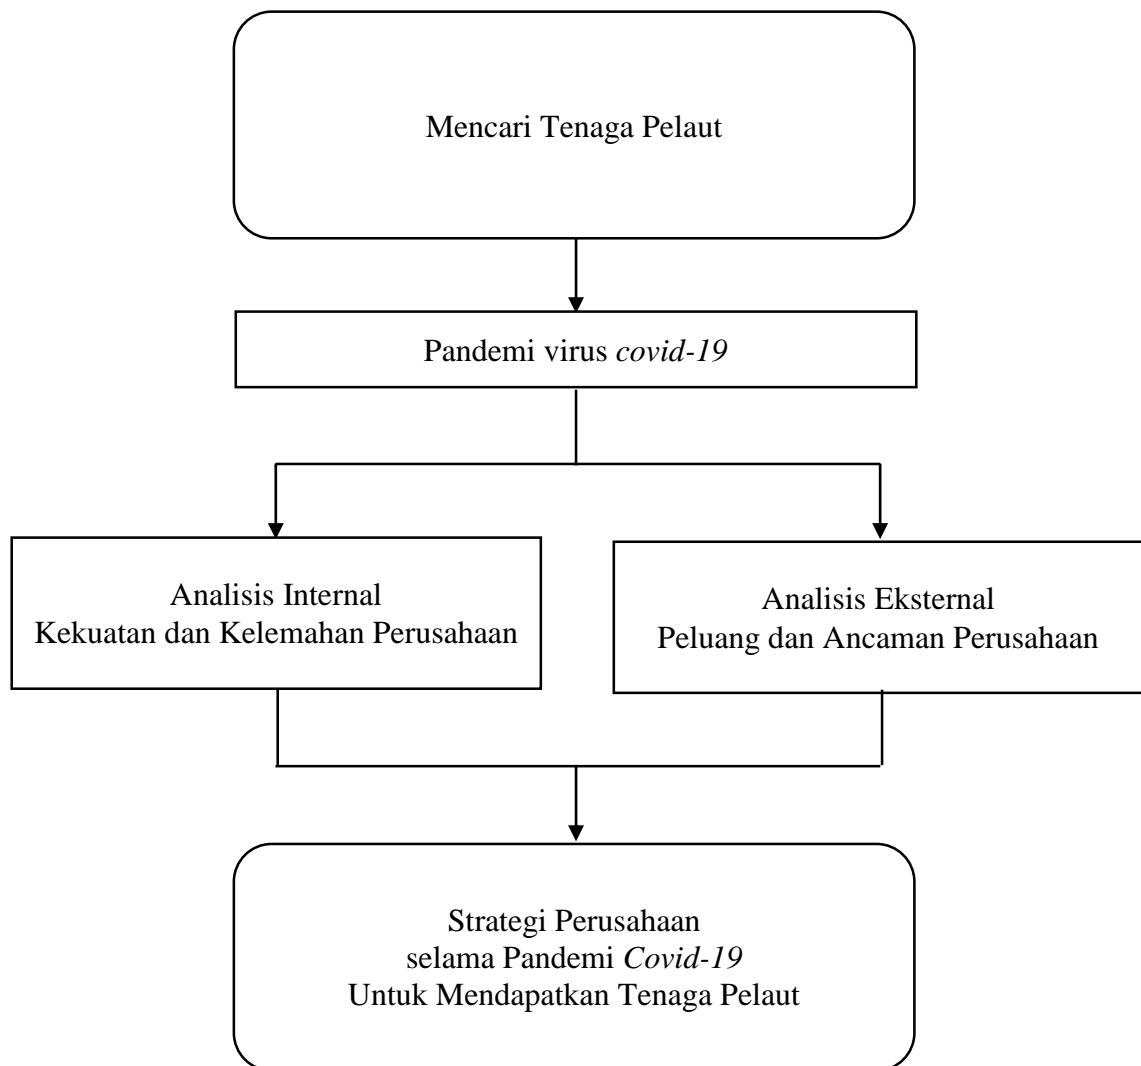 Mencari Tenaga Pelaut
Pandemi virus covid-19
Analisis Internal
Kekuatan dan Kelemahan Perusahaan
Analisis Eksternal
Peluang dan Ancaman Perusahaan
Strategi Perusahaan
selama Pandemi Covid-19
Untuk Mendapatkan Tenaga Pelaut